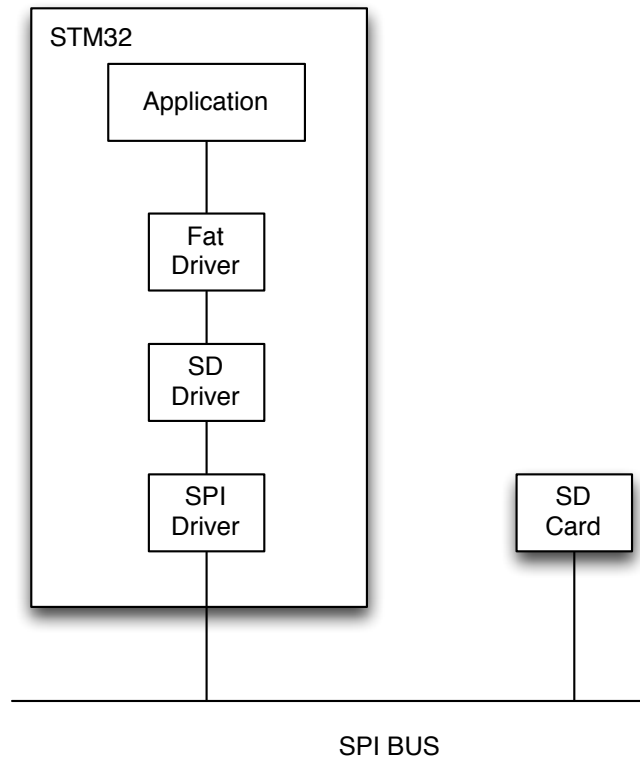 STM32
Application
Fat
Driver
SD
Driver
SPI
Driver
SD
Card
SPI BUS